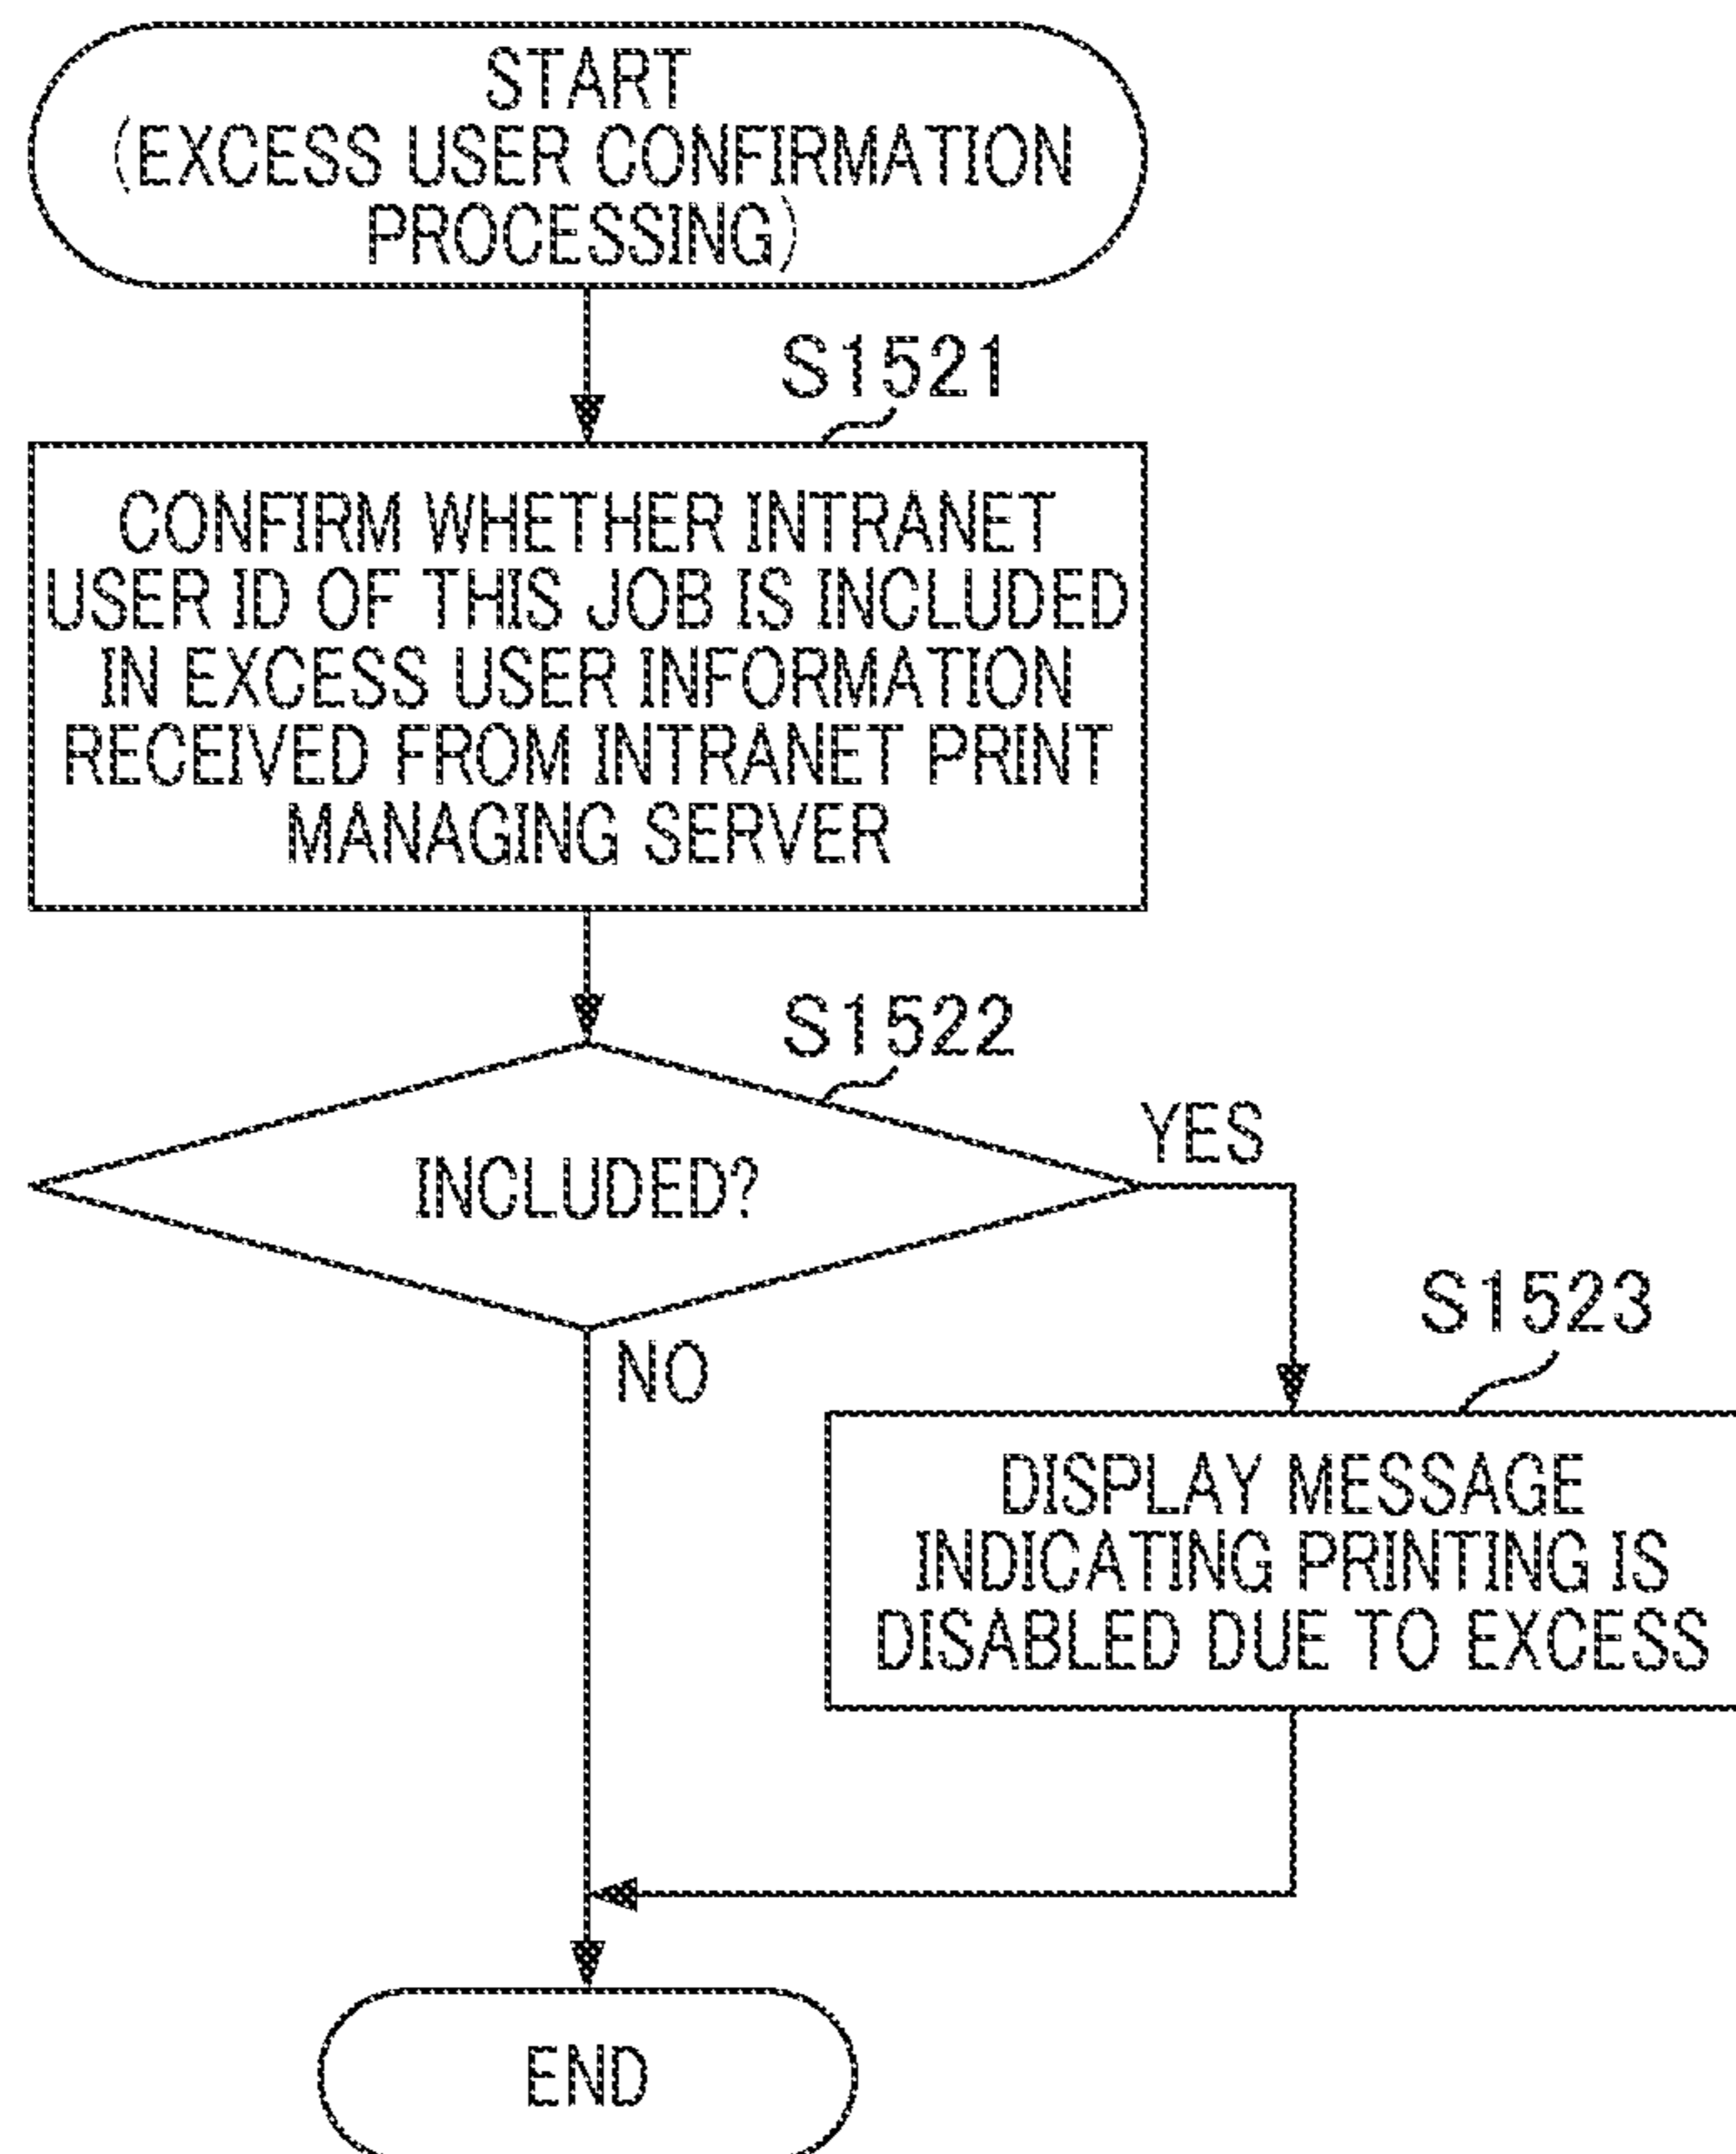 START
(EXCESS USER CONFIRMATION
PROCESSING)
S1521
CONFIRM WHETHER INTRANET
USER ID OF THIS JOB IS INCLUDED
IN EXCESS USER INFORMATION
RECEIVED FROM INTRANET PRINT
MANAGING SERVER
S1522
INCLUDED?
YES
NO
S1523
DISPLAY MESSAGE
INDICATING PRINTING IS
DISABLED DUE TO EXCESS
END